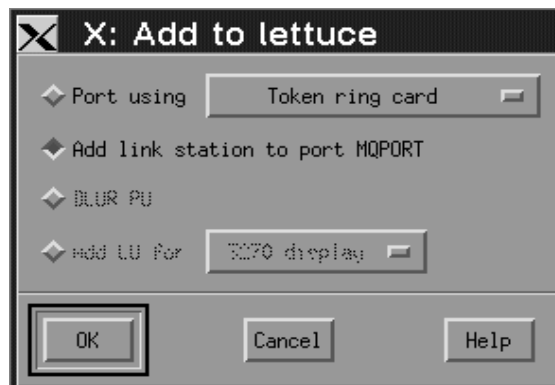 X: Add to lettuce
Port using Token ring card
Add link station to port MQPORT
DLUR PU
Add LU for 3270 display
OK Cancel Help